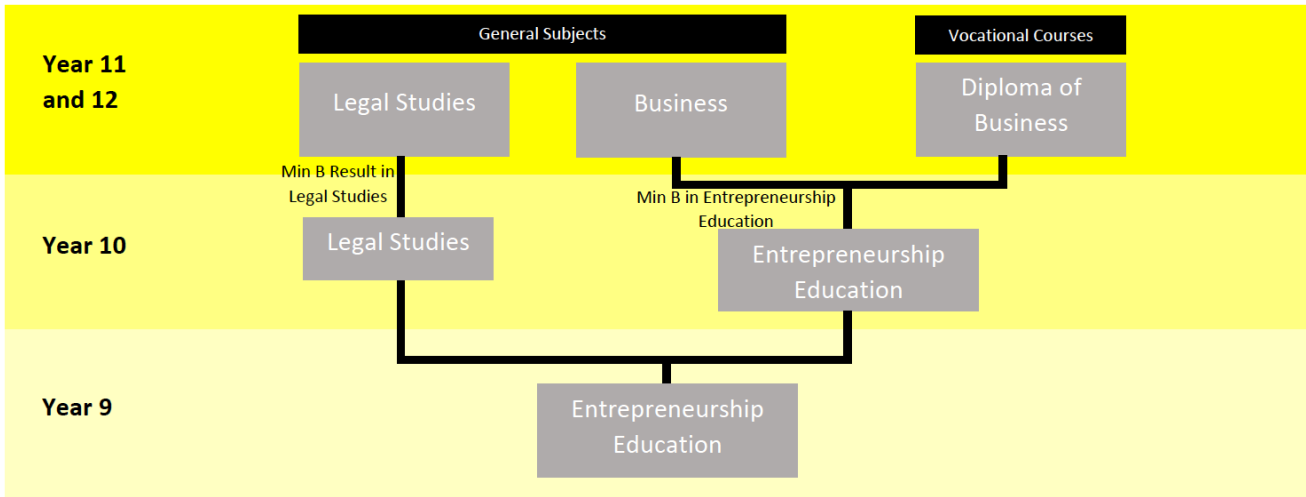 General Subjects
Vocational Courses
Year 11
and 12
Legal Studies
Business
Diploma of
Business
Min B Result in
Legal Studies
Min B in Entrepreneurship
Education
Year 10
Legal Studies
Entrepreneurship
Education
Year 9
Entrepreneurship
Education